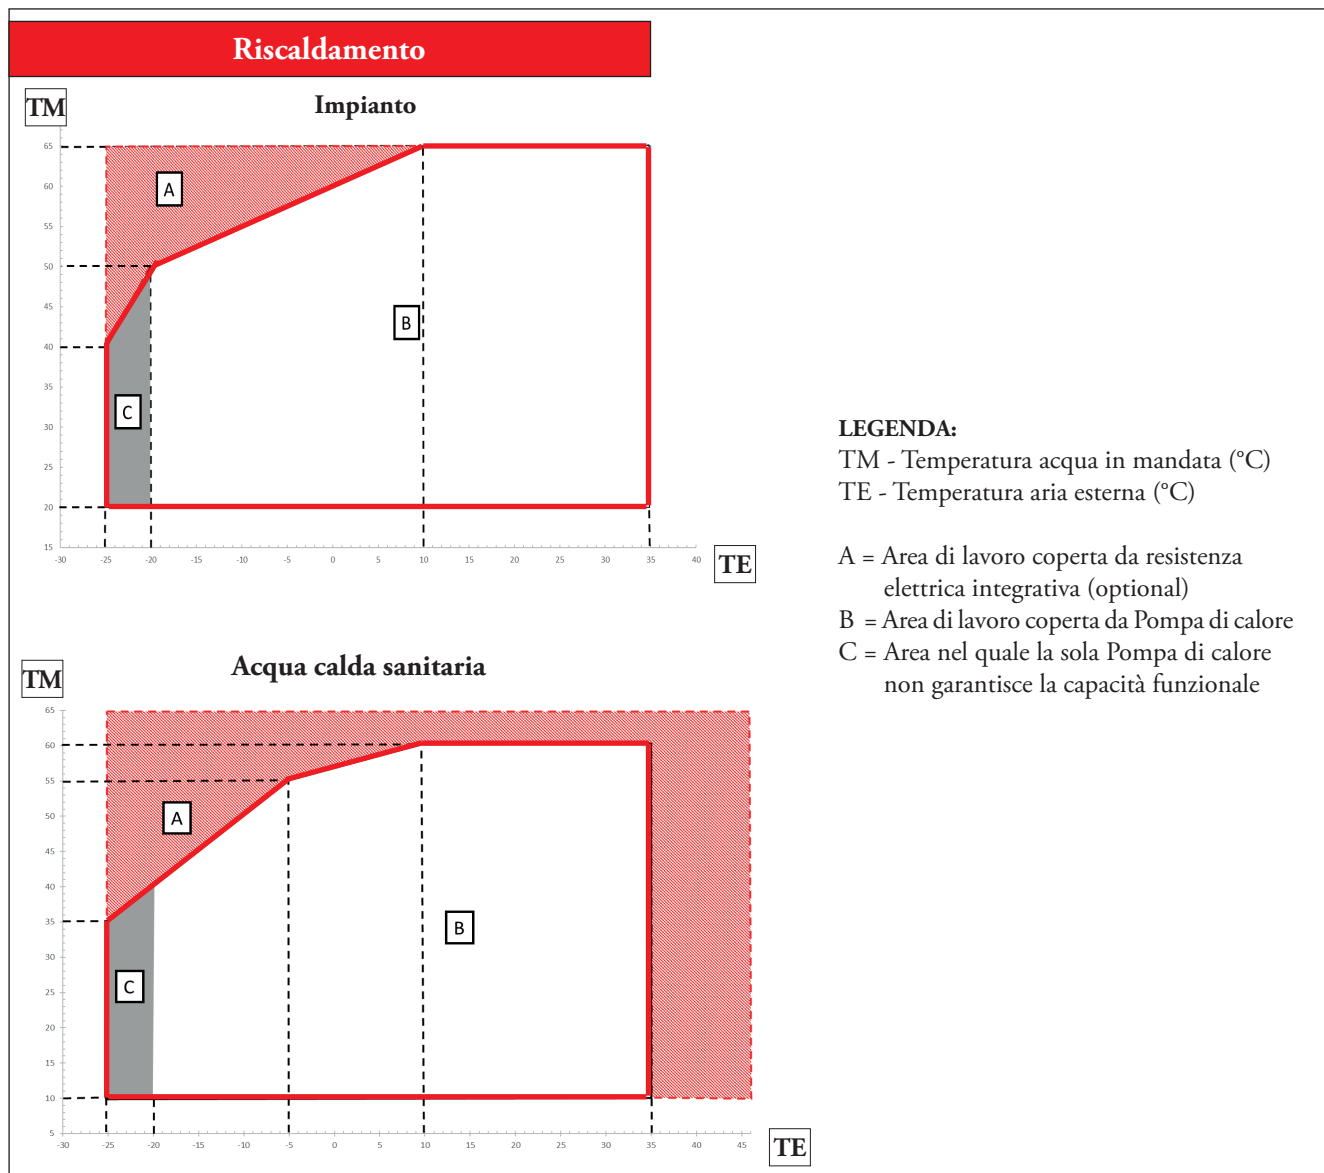 Riscaldamento
TM
Impianto
65
60
55
50
45
40
35
30
25
20
15
A
B
C
-30 -25 -20 -15 -10 -5 0 5 10 15 20 25 30 35 40
TE
LEGENDA:
TM - Temperatura acqua in mandata (°C)
TE - Temperatura aria esterna (°C)
A = Area di lavoro coperta da resistenza
elettrica integrativa (optional)
B = Area di lavoro coperta da Pompa di calore
C = Area nel quale la sola Pompa di calore
non garantisce la capacità funzionale
TM
Acqua calda sanitaria
65
60
55
50
45
40
35
30
25
20
15
10
5
A
B
C
-30 -25 -20 -15 -10 -5 0 5 10 15 20 25 30 35 40 45
TE